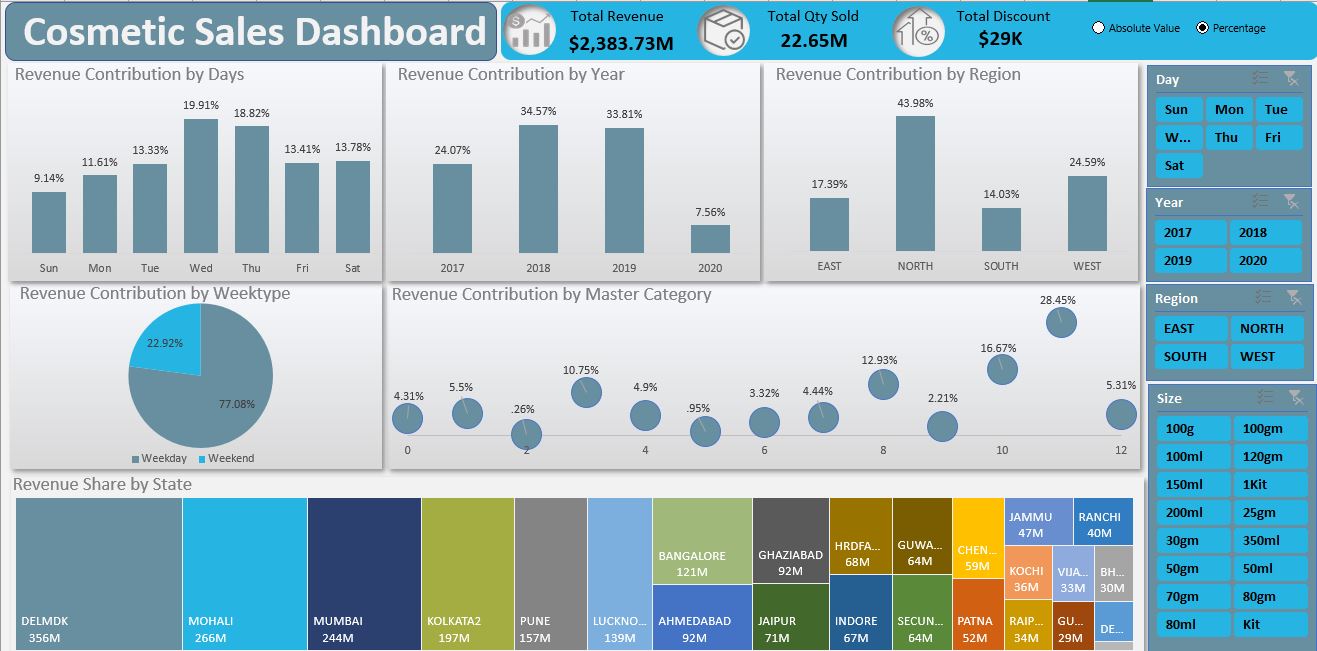 Cosmetic Sales Dashboard
Total Revenue
$2,383.73M
Total Qty Sold
22.65M
Total Discount
$29K
Absolute Value
Percentage
Revenue Contribution by Days
9.14%
11.61%
13.33%
19.91%
18.82%
13.41%
13.78%
Sun Mon Tue Wed Thu Fri Sat
Revenue Contribution by Year
24.07%
34.57%
33.81%
7.56%
2017 2018 2019 2020
Revenue Contribution by Region
17.39%
43.98%
14.03%
24.59%
EAST NORTH SOUTH WEST
Day
Sun Mon Tue
W... Thu Fri
Sat
Year
2017 2018
2019 2020
Region
EAST NORTH
SOUTH WEST
Size
100g 100gm
100ml 120gm
150ml 1Kit
200ml 25gm
30gm 350ml
50gm 50ml
70gm 80gm
80ml Kit
Revenue Contribution by Weektype
22.92%
77.08%
Weekday Weekend
Revenue Contribution by Master Category
4.31%
5.5%
.26%
10.75%
4.9%
.95%
3.32%
4.44%
12.93%
2.21%
16.67%
28.45%
5.31%
0 2 4 6 8 10 12
Revenue Share by State
DELMDK
356M
MOHALI
266M
MUMBAI
244M
KOLKATA2
197M
PUNE
157M
LUCKNO...
139M
BANGALORE
121M
AHMEDABAD
92M
GHAZIABAD
92M
JAIPUR
71M
HRDFA...
68M
INDORE
67M
GUWA...
64M
SECUN...
64M
CHEN...
59M
PATNA
52M
JAMMU
47M
RANCHI
40M
KOCHI
36M
RAIP...
34M
VIJA...
33M
BH...
30M
GU...
29M
DE...